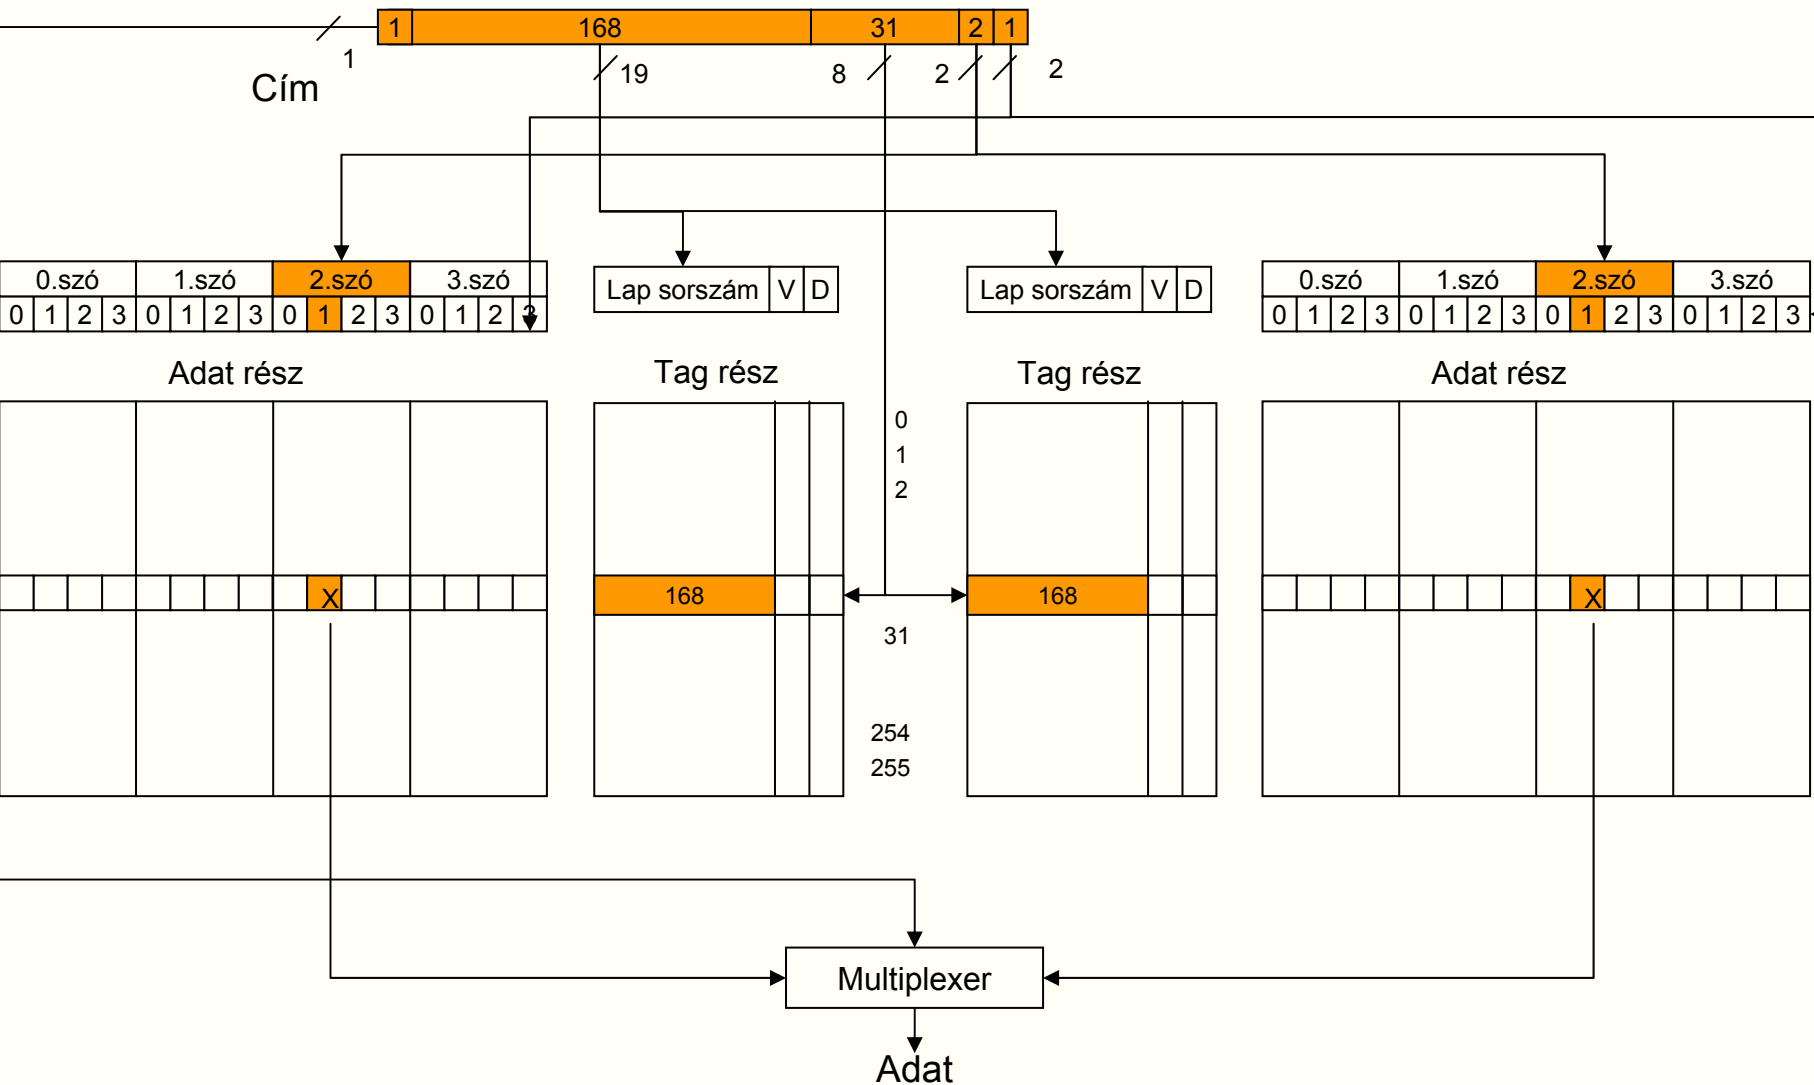 1 168 31 2 1
1 19 8 2 2
Cím
0.szó 1.szó 2.szó 3.szó
0 1 2 3 0 1 2 3 0 1 2 3 0 1 2 3
Lap sorszám V D
Lap sorszám V D
0.szó 1.szó 2.szó 3.szó
0 1 2 3 0 1 2 3 0 1 2 3 0 1 2 3
Adat rész
Tag rész
Tag rész
Adat rész
0
1
2
X
168
168
X
31
254
255
Multiplexer
Adat